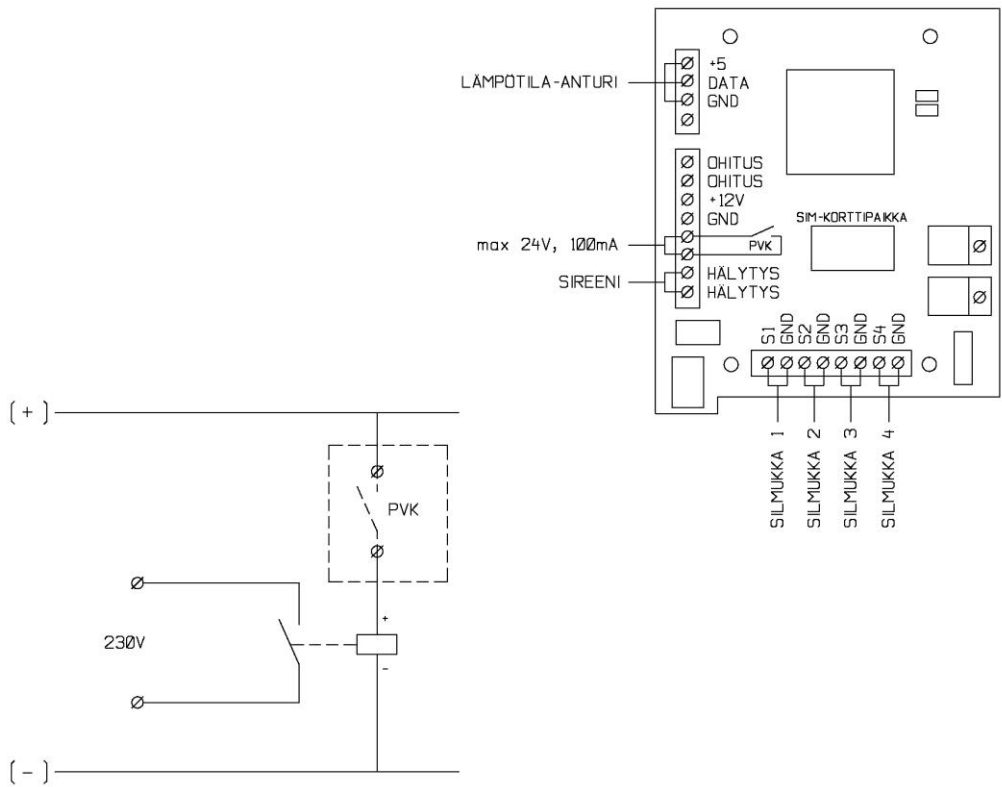 +5
LÄMPÖTILA-ANTURI
DATA
GND
OHITUS
OHITUS
+12V
GND
SIM-KORTTIPAIKKA
max 24V, 100mA
PVK
SIREENI
HÄLYTYS
HÄLYTYS
S1
GND
S2
GND
S3
GND
S4
GND
SILMUKKA 1
SILMUKKA 2
SILMUKKA 3
SILMUKKA 4
(+)
PVK
+
230V
-
(-)